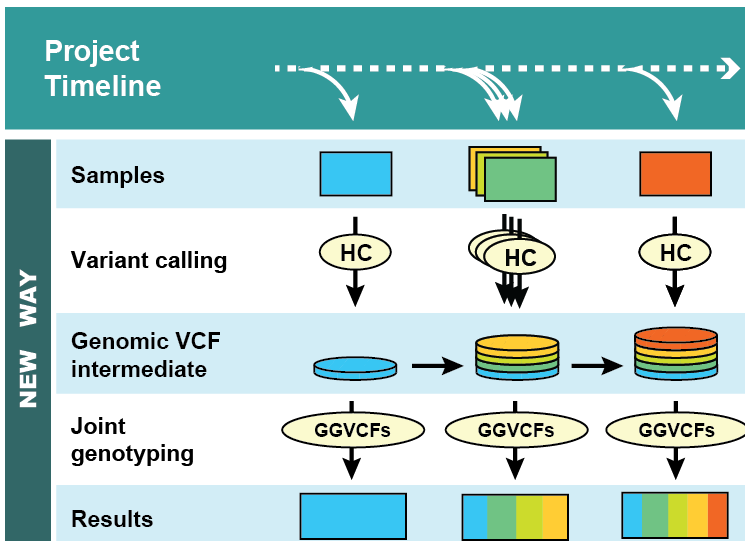 Project
Timeline
NEW WAY
Samples
Variant calling
HC
HC
HC
Genomic VCF
intermediate
Joint
genotyping
GGVCFs
GGVCFs
GGVCFs
Results